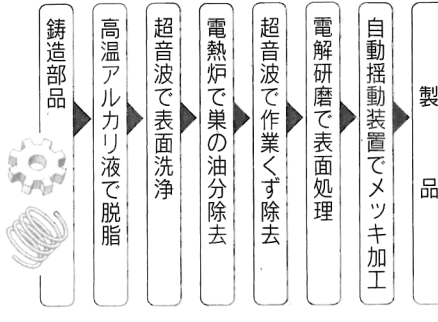 鋳造部品
高温アルカリ液で脱脂
超音波で表面洗浄
電熱炉で巣の油分除去
超音波で作業くず除去
電解研磨で表面処理
自動揺動装置でメッキ加工
製品